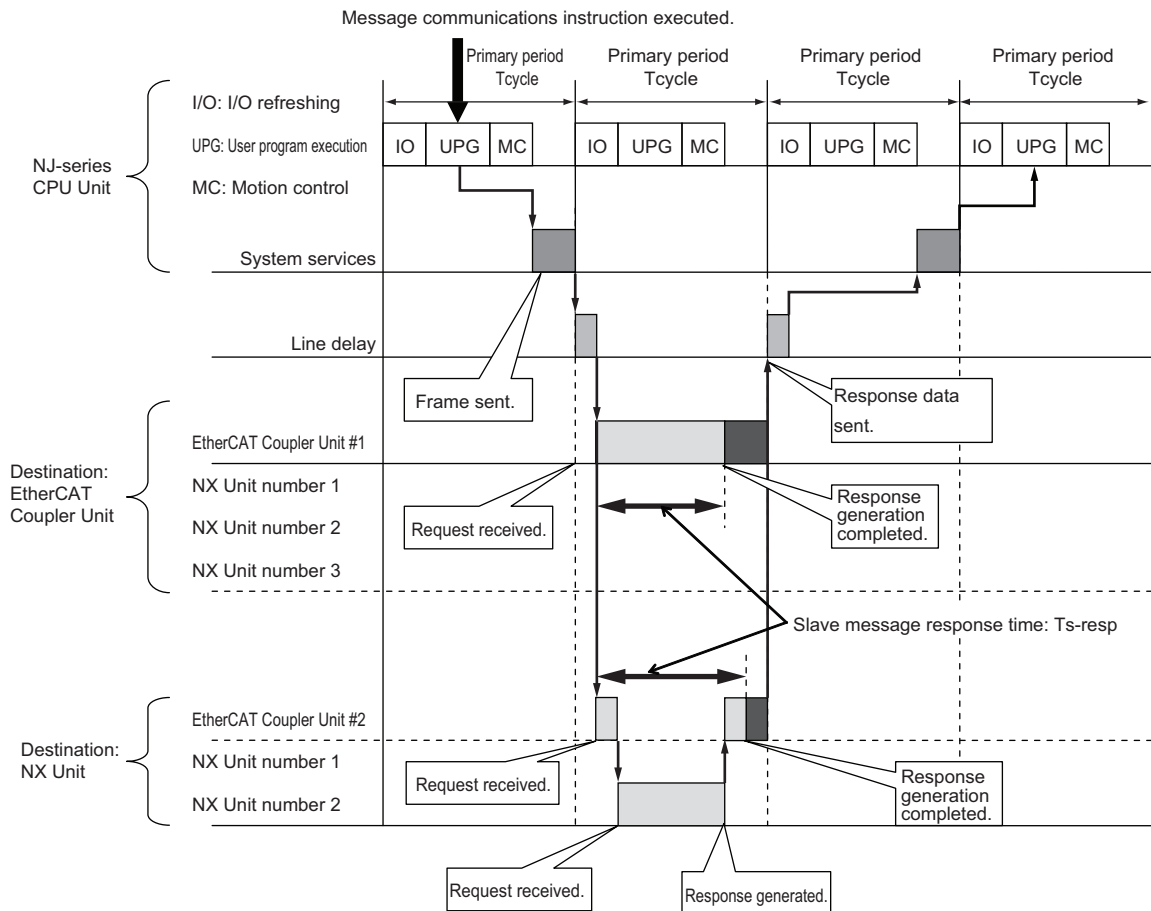 Message communications instruction executed.
Primary period
Tcycle
Primary period
Tcycle
Primary period
Tcycle
Primary period
Tcycle
I/O: I/O refreshing
UPG: User program execution
MC: Motion control
NJ-series
CPU Unit
IO UPG MC
IO UPG MC
IO UPG MC
IO UPG MC
System services
Line delay
Frame sent.
Response data
sent.
Destination:
EtherCAT
Coupler Unit
EtherCAT Coupler Unit #1
NX Unit number 1
NX Unit number 2
NX Unit number 3
Request received.
Response
generation
completed.
Slave message response time: Ts-resp
Destination:
NX Unit
EtherCAT Coupler Unit #2
NX Unit number 1
NX Unit number 2
Request received.
Response
generation
completed.
Request received.
Response generated.